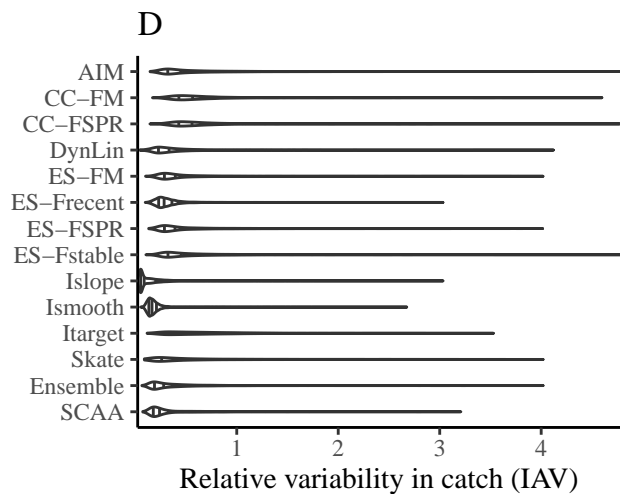 D
AIM
CC−FM
CC−FSPR
DynLin
ES−FM
ES−Frecent
ES−FSPR
ES−Fstable
Islope
Ismooth
Itarget
Skate
Ensemble
SCAA
1 2 3 4
Relative variability in catch (IAV)